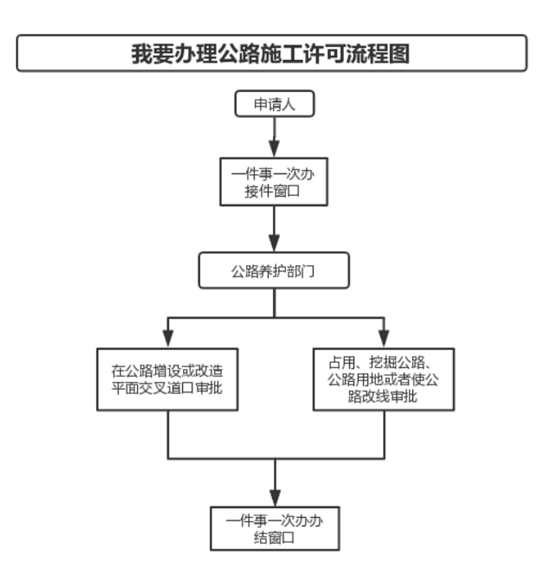 我要办理公路施工许可流程图
申请人
一件事一次办
接件窗口
公路养护部门
在公路增设或改造
平面交叉道口审批
占用、挖掘公路、
公路用地或者使公
路改线审批
一件事一次办办
结窗口